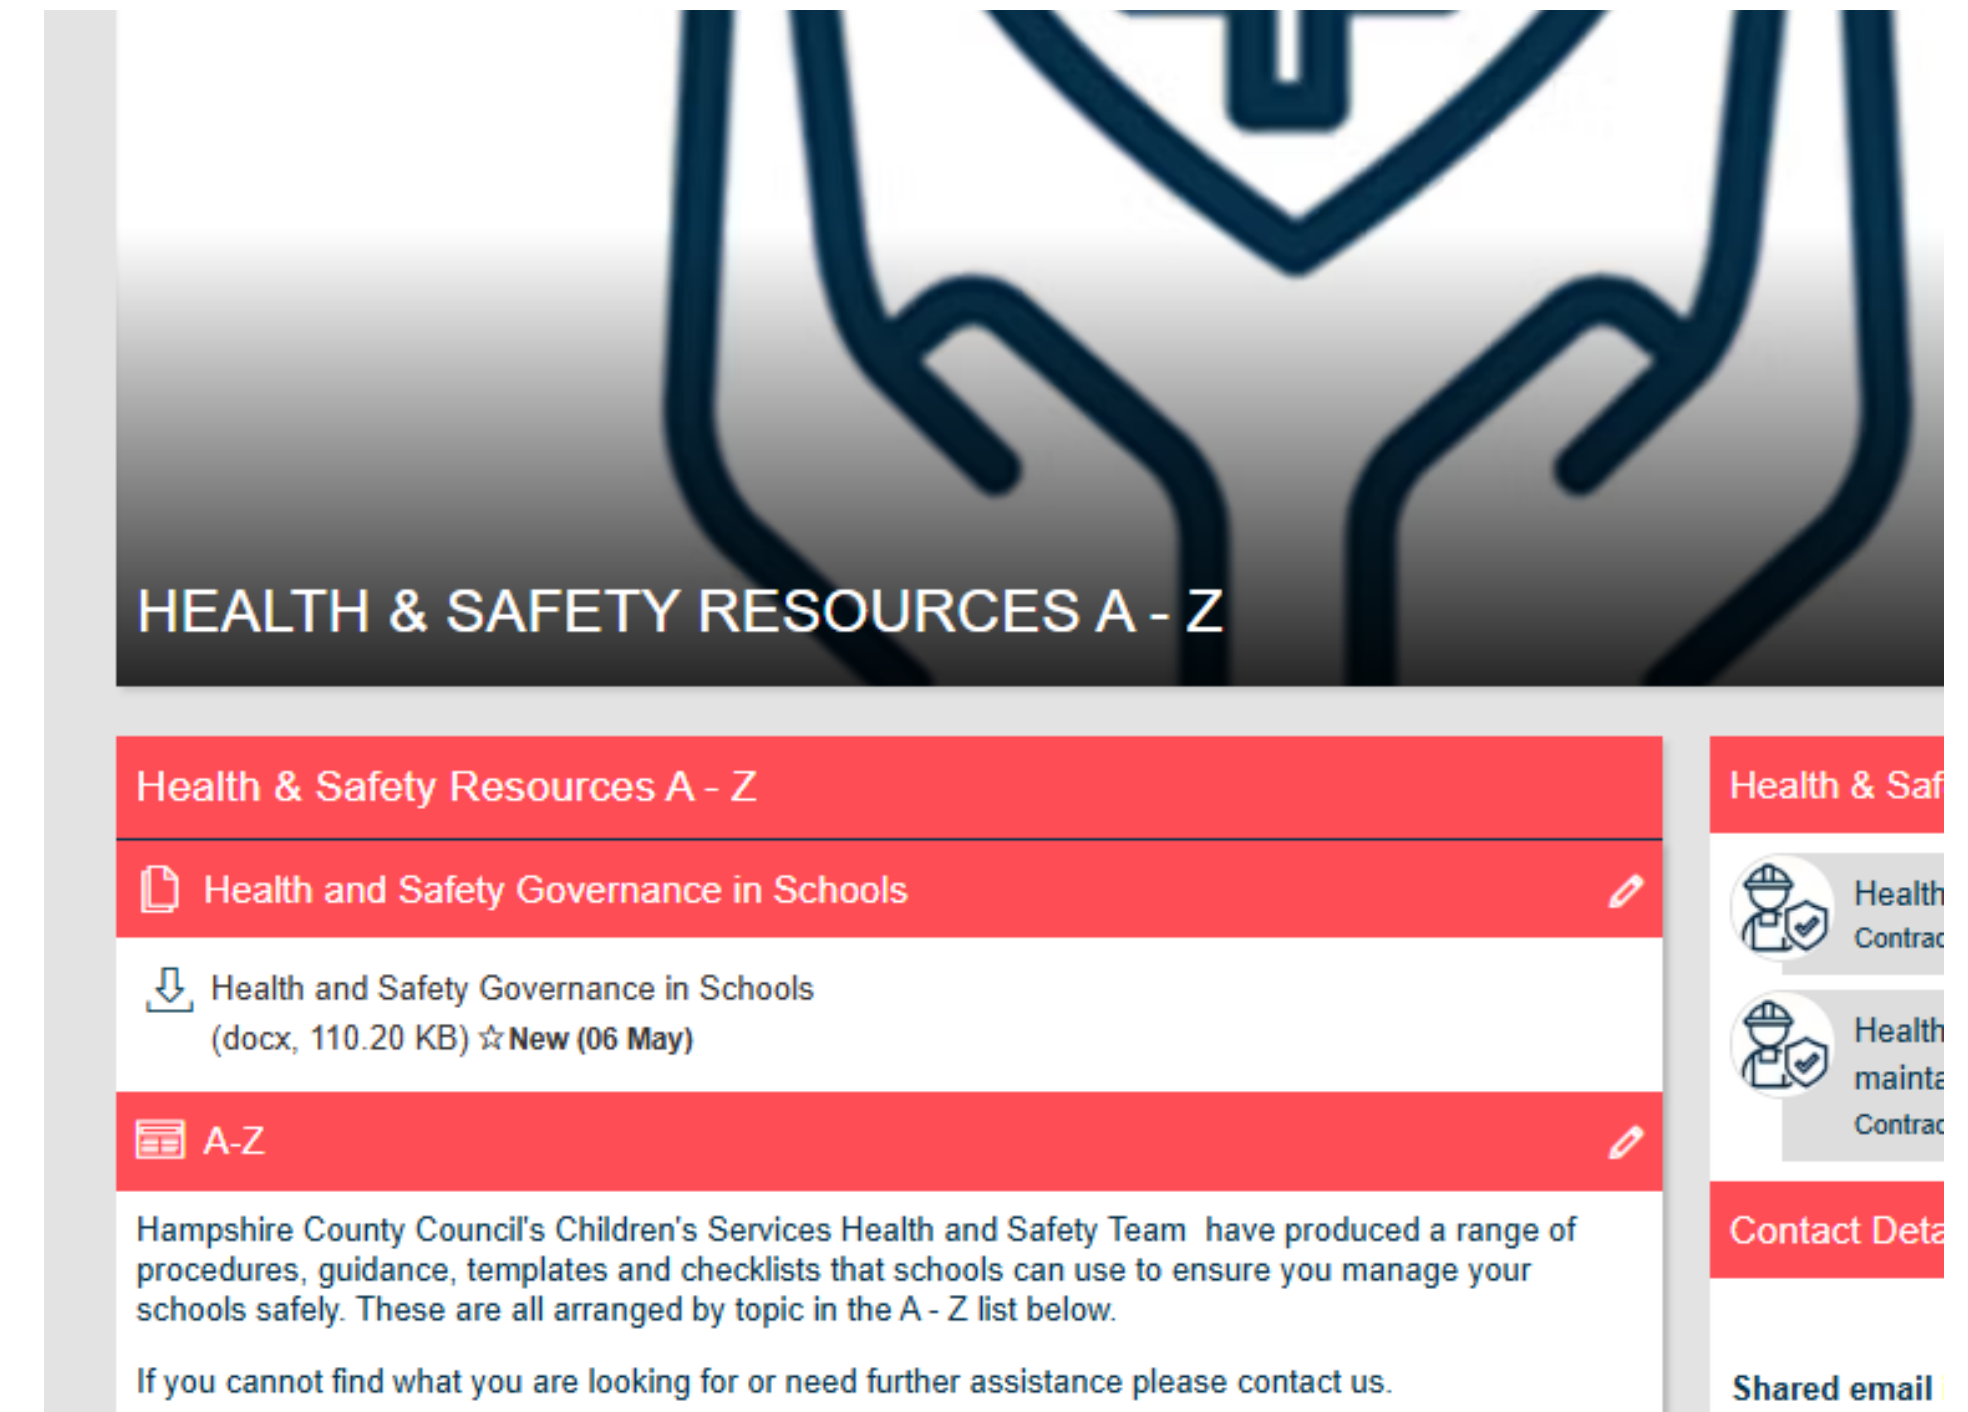 HEALTH & SAFETY RESOURCES A - Z
Health & Safety Resources A - Z
Health and Safety Governance in Schools
Health and Safety Governance in Schools
(docx, 110.20 KB) ☆New (06 May)
A-Z
Hampshire County Council's Children's Services Health and Safety Team have produced a range of
procedures, guidance, templates and checklists that schools can use to ensure you manage your
schools safely. These are all arranged by topic in the A - Z list below.
If you cannot find what you are looking for or need further assistance please contact us.
Health & Saf
Health
Contrac
Health
mainta
Contrac
Contact Deta
Shared email